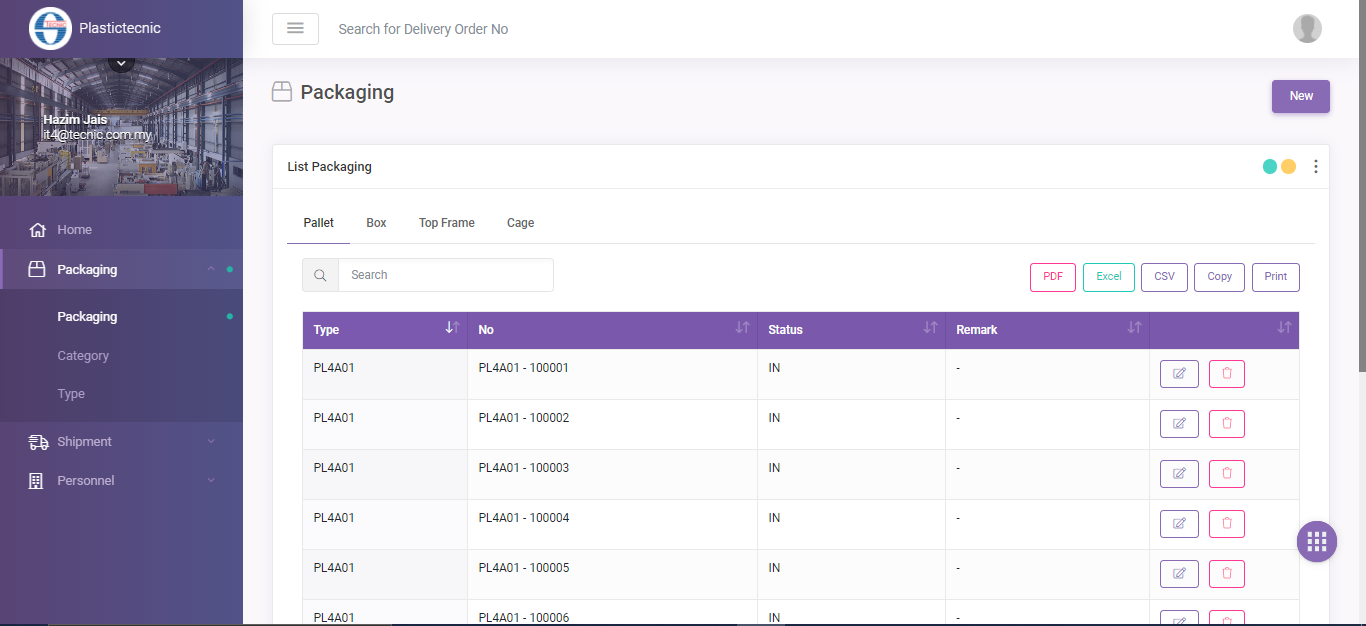 TECNIC
Plastictecnic
Search for Delivery Order No
Hazim Jais
it4@tecnic.com.my
Home
Packaging
Packaging
Category
Type
Shipment
Personnel
Packaging
New
List Packaging
Pallet Box Top Frame Cage
Search
PDF Excel CSV Copy Print
Type No Status Remark
PL4A01 PL4A01 - 100001 IN -
PL4A01 PL4A01 - 100002 IN -
PL4A01 PL4A01 - 100003 IN -
PL4A01 PL4A01 - 100004 IN -
PL4A01 PL4A01 - 100005 IN -
PL4A01 PL4A01 - 100006 IN -